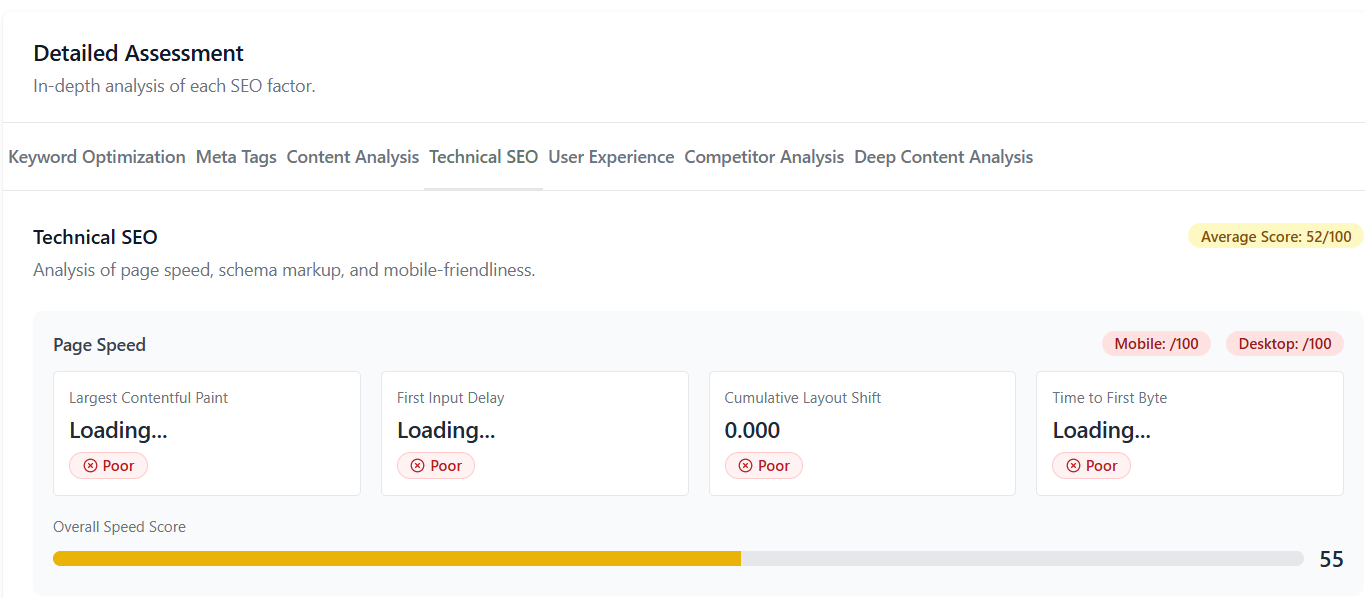 Detailed Assessment
In-depth analysis of each SEO factor.
Keyword Optimization Meta Tags Content Analysis Technical SEO User Experience Competitor Analysis Deep Content Analysis
Technical SEO
Average Score: 52/100
Analysis of page speed, schema markup, and mobile-friendliness.
Page Speed
Mobile: /100
Desktop: /100
Largest Contentful Paint
Loading...
Poor
First Input Delay
Loading...
Poor
Cumulative Layout Shift
0.000
Poor
Time to First Byte
Loading...
Poor
Overall Speed Score
55